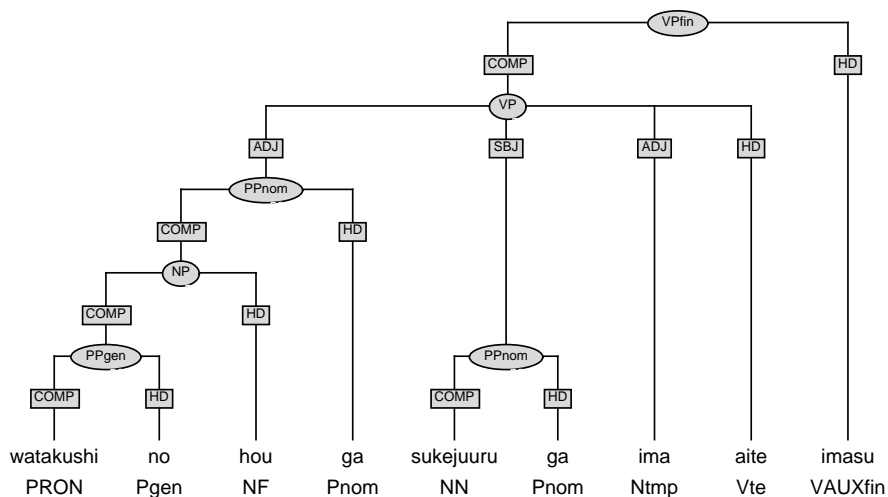 VPfin
COMP HD
VP
ADJ SBJ ADJ HD
PPnom
COMP HD
NP
COMP HD
PPgen PPnom
COMP HD COMP HD
watakushi no hou ga sukejuuru ga ima aite imasu
PRON Pgen NF Pnom NN Pnom Ntmp Vte VAUXfin